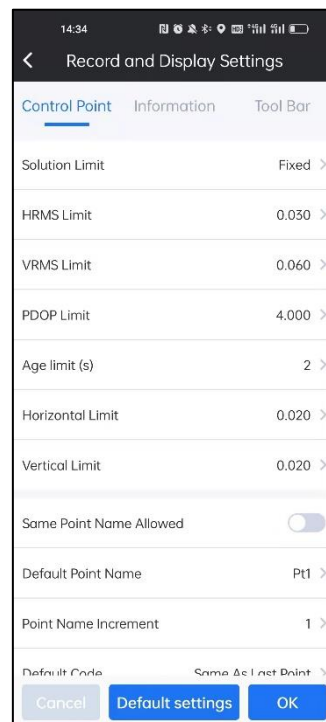 14:34
Record and Display Settings
Control Point Information Tool Bar
Solution Limit Fixed
HRMS Limit 0.030
VRMS Limit 0.060
PDOP Limit 4.000
Age limit (s) 2
Horizontal Limit 0.020
Vertical Limit 0.020
Same Point Name Allowed
Default Point Name Pt1
Point Name Increment 1
Default Code Same As Last Point
Cancel Default settings OK